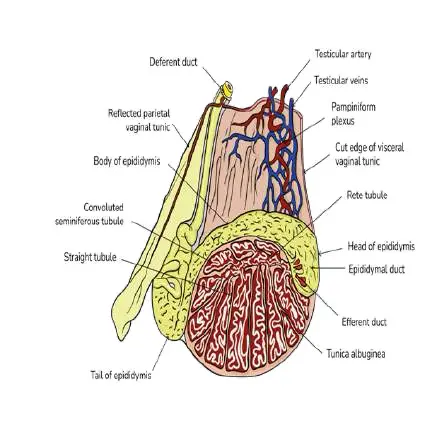 Deferent duct
Reflected parietal
vaginal tunic
Body of epididymis
Convoluted
seminiferous tubule
Straight tubule
Tail of epididymis
Testicular artery
Testicular veins
Pampiniform
plexus
Cut edge of visceral
vaginal tunic
Rete tubule
Head of epididymis
Epididymal duct
Efferent duct
Tunica albuginea